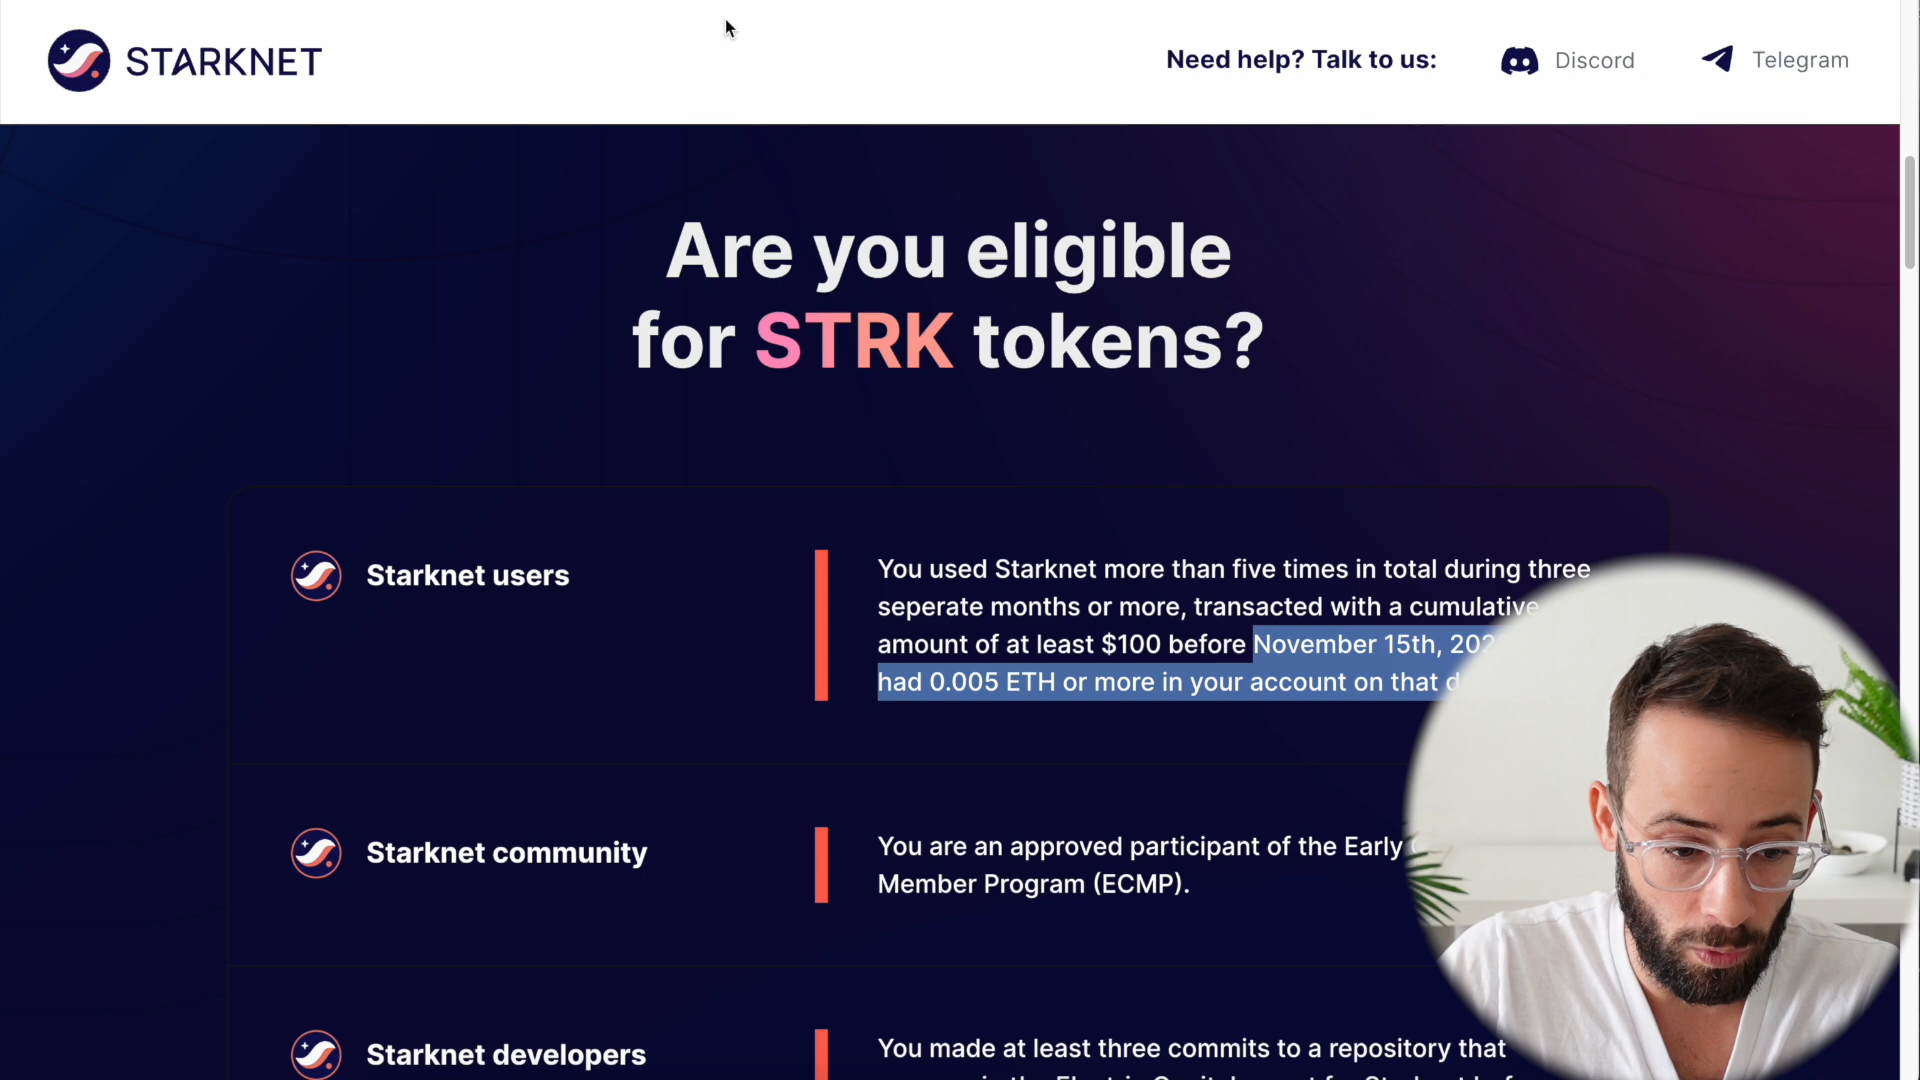 STARKNET
Need help? Talk to us:
Discord
Telegram
Are you eligible
for STRK tokens?
Starknet users
You used Starknet more than five times in total during three
seperate months or more, transacted with a cumulative
amount of at least $100 before November 15th,
had 0.005 ETH or more in your account on that
Starknet community
You are an approved participant of the Early
Member Program (ECMP).
Starknet developers
You made at least three commits to a repository that